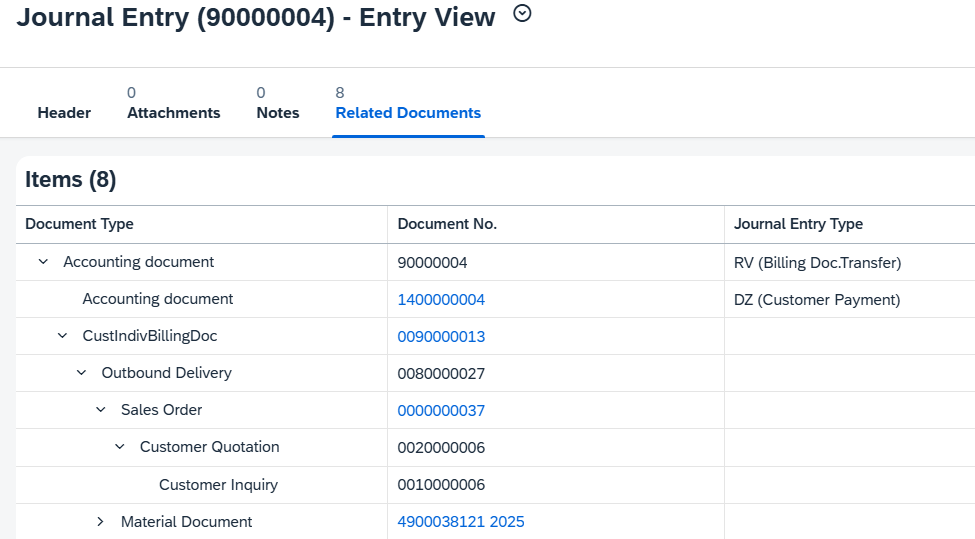 Journal Entry (90000004) - Entry View
0 0 8
Header Attachments Notes Related Documents
Items (8)
Document Type Document No. Journal Entry Type
Accounting document 90000004 RV (Billing Doc.Transfer)
Accounting document 1400000004 DZ (Customer Payment)
CustIndivBillingDoc 0090000013
Outbound Delivery 0080000027
Sales Order 0000000037
Customer Quotation 0020000006
Customer Inquiry 0010000006
Material Document 4900038121 2025